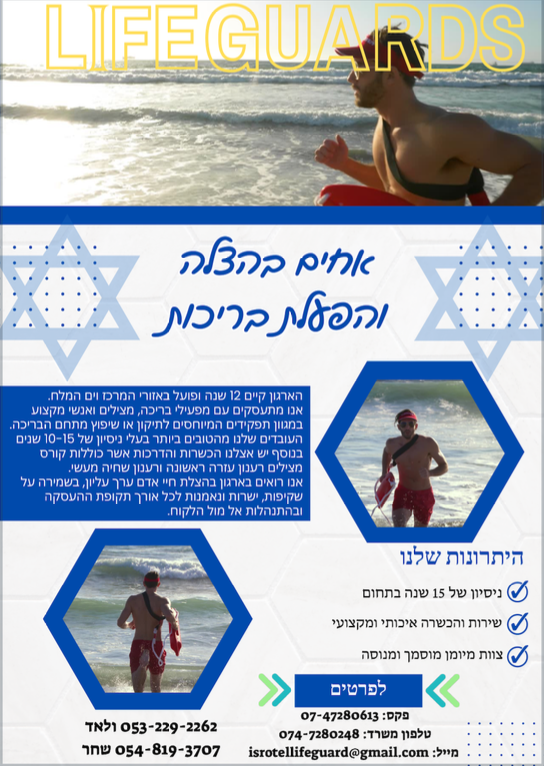 LIFEGUARDS
אחים בהצלה
והפעלת בריכות
הארגון קיים 12 שנה ופועל באזורי המרכז וים המלח.
אנו מתעסקים עם מפעילי בריכה, מצילים ואנשי מקצוע
במגוון תפקידים המיוחסים לתיקון או שיפוץ מתחם הבריכה.
העובדים שלנו מהטובים ביותר בעלי ניסיון של 10-15 שנים
בנוסף יש אצלנו הכשרות והדרכות אשר כוללות קורס
מצילים רענון עזרה ראשונה ורענון שחיה מעשי.
אנו רואים בארגון בהצלת חיי אדם ערך עליון, בשמירה על
שקיפות, ישרות ונאמנות לכל אורך תקופת ההעסקה
ובהתנהלות אל מול הלקוח.
היתרונות שלנו
ניסיון של 15 שנה בתחום
שירות והכשרה איכותי ומקצועי
צוות מיומן מוסמך ומנוסה
לפרטים
פקס: 07-47280613
טלפון משרד: 074-7280248
מייל: isrotellifeguard@gmail.com
053-229-2262 ולאד
054-819-3707 שחר